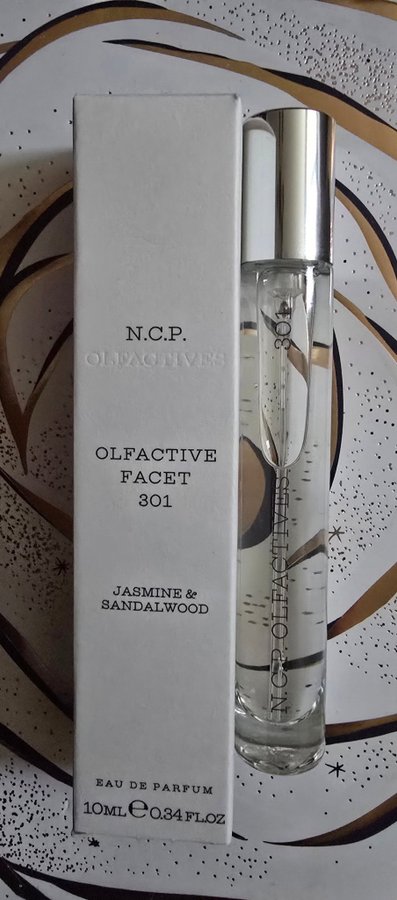 N.C.P.
OLFACTIVES
OLFACTIVE
FACET
301
JASMINE &
SANDALWOOD
EAU DE PARFUM
10ML e 0.34 FL.OZ
N.C.P. OLFACTIVES 301